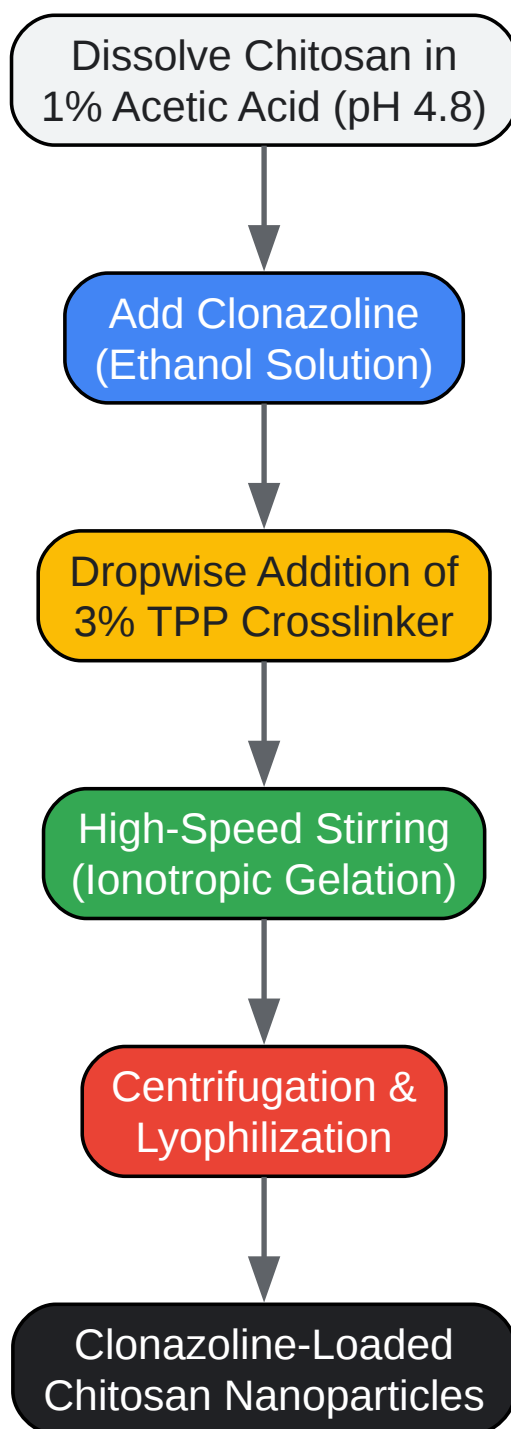 Dissolve Chitosan in
1% Acetic Acid (pH 4.8)
Add Clonazoline
(Ethanol Solution)
Dropwise Addition of
3% TPP Crosslinker
High-Speed Stirring
(Ionotropic Gelation)
Centrifugation &
Lyophilization
Clonazoline-Loaded
Chitosan Nanoparticles